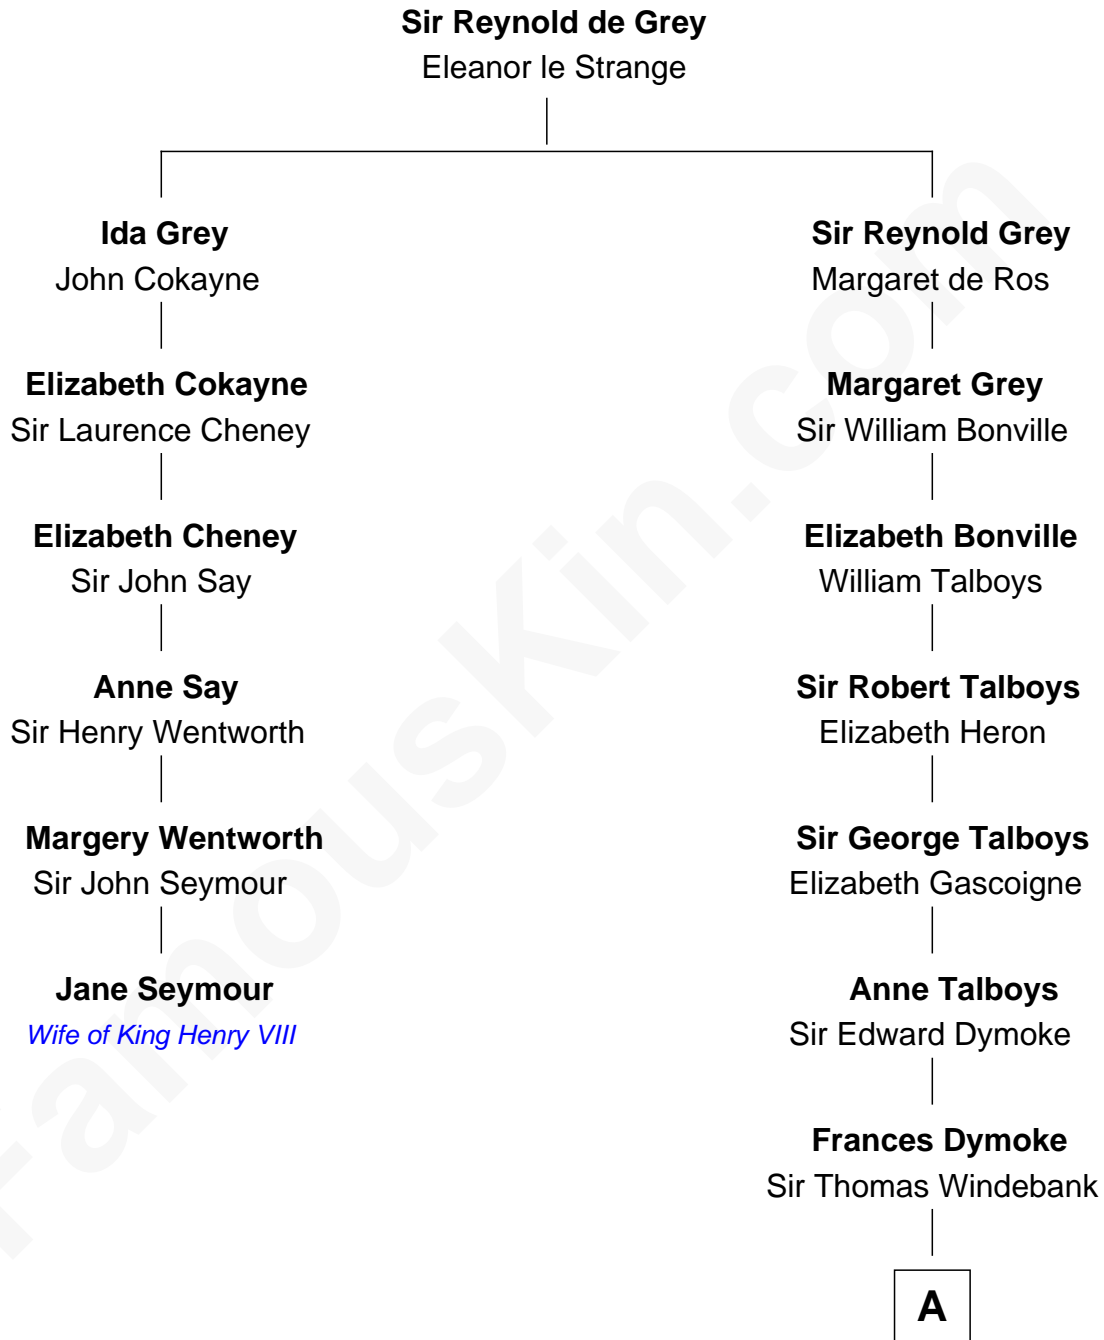 Sir Reynold de Grey
Eleanor le Strange
Ida Grey
John Cokayne
Elizabeth Cokayne
Sir Laurence Cheney
Elizabeth Cheney
Sir John Say
Anne Say
Sir Henry Wentworth
Margery Wentworth
Sir John Seymour
Jane Seymour
Wife of King Henry VIII
Sir Reynold Grey
Margaret de Ros
Margaret Grey
Sir William Bonville
Elizabeth Bonville
William Talboys
Sir Robert Talboys
Elizabeth Heron
Sir George Talboys
Elizabeth Gascoigne
Anne Talboys
Sir Edward Dymoke
Frances Dymoke
Sir Thomas Windebank
A
FamousKin.com